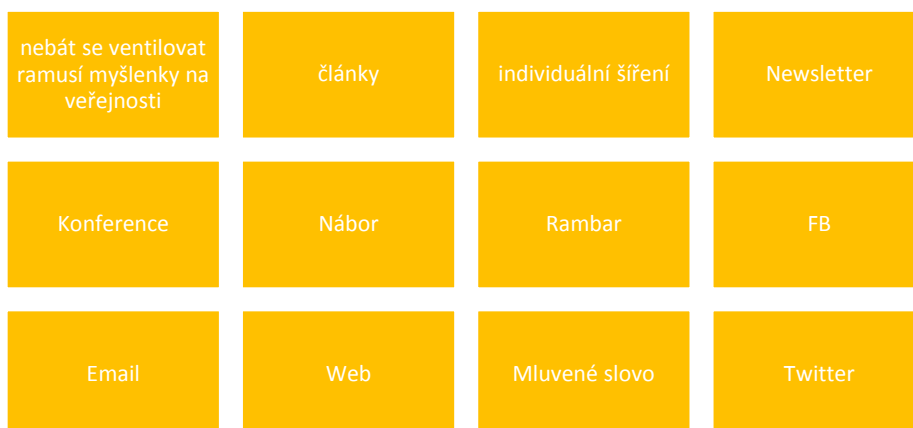 nebát se ventilovat
ramusí myšlenky na
veřejnosti
články
individuální šíření
Newsletter
Konference
Nábor
Rambar
FB
Email
Web
Mluvené slovo
Twitter